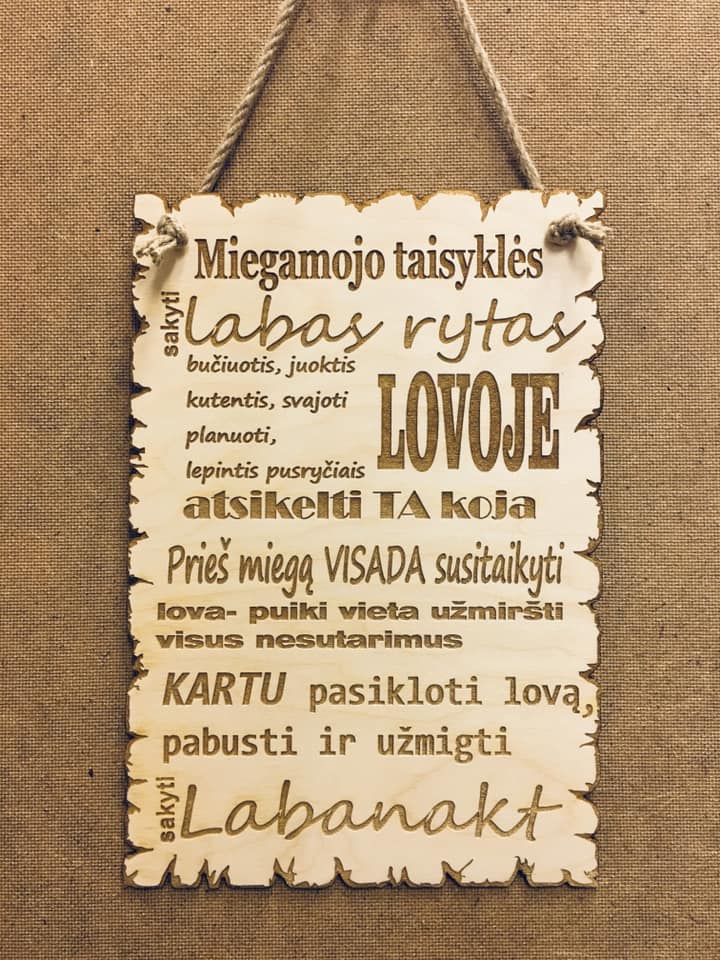 Miegamojo taisyklės
sakyti labas rytas
bučiuotis, juoktis
kutentis, svajoti
planuoti,
lepintis pusryčiais
LOVOJE
atsikelti TA koja
Prieš miegą VISADA susitaikyti
lova- puiki vieta užmiršti
visus nesutarimus
KARTU pasikloti lovą,
pabusti ir užmigti
sakyti Labanakt